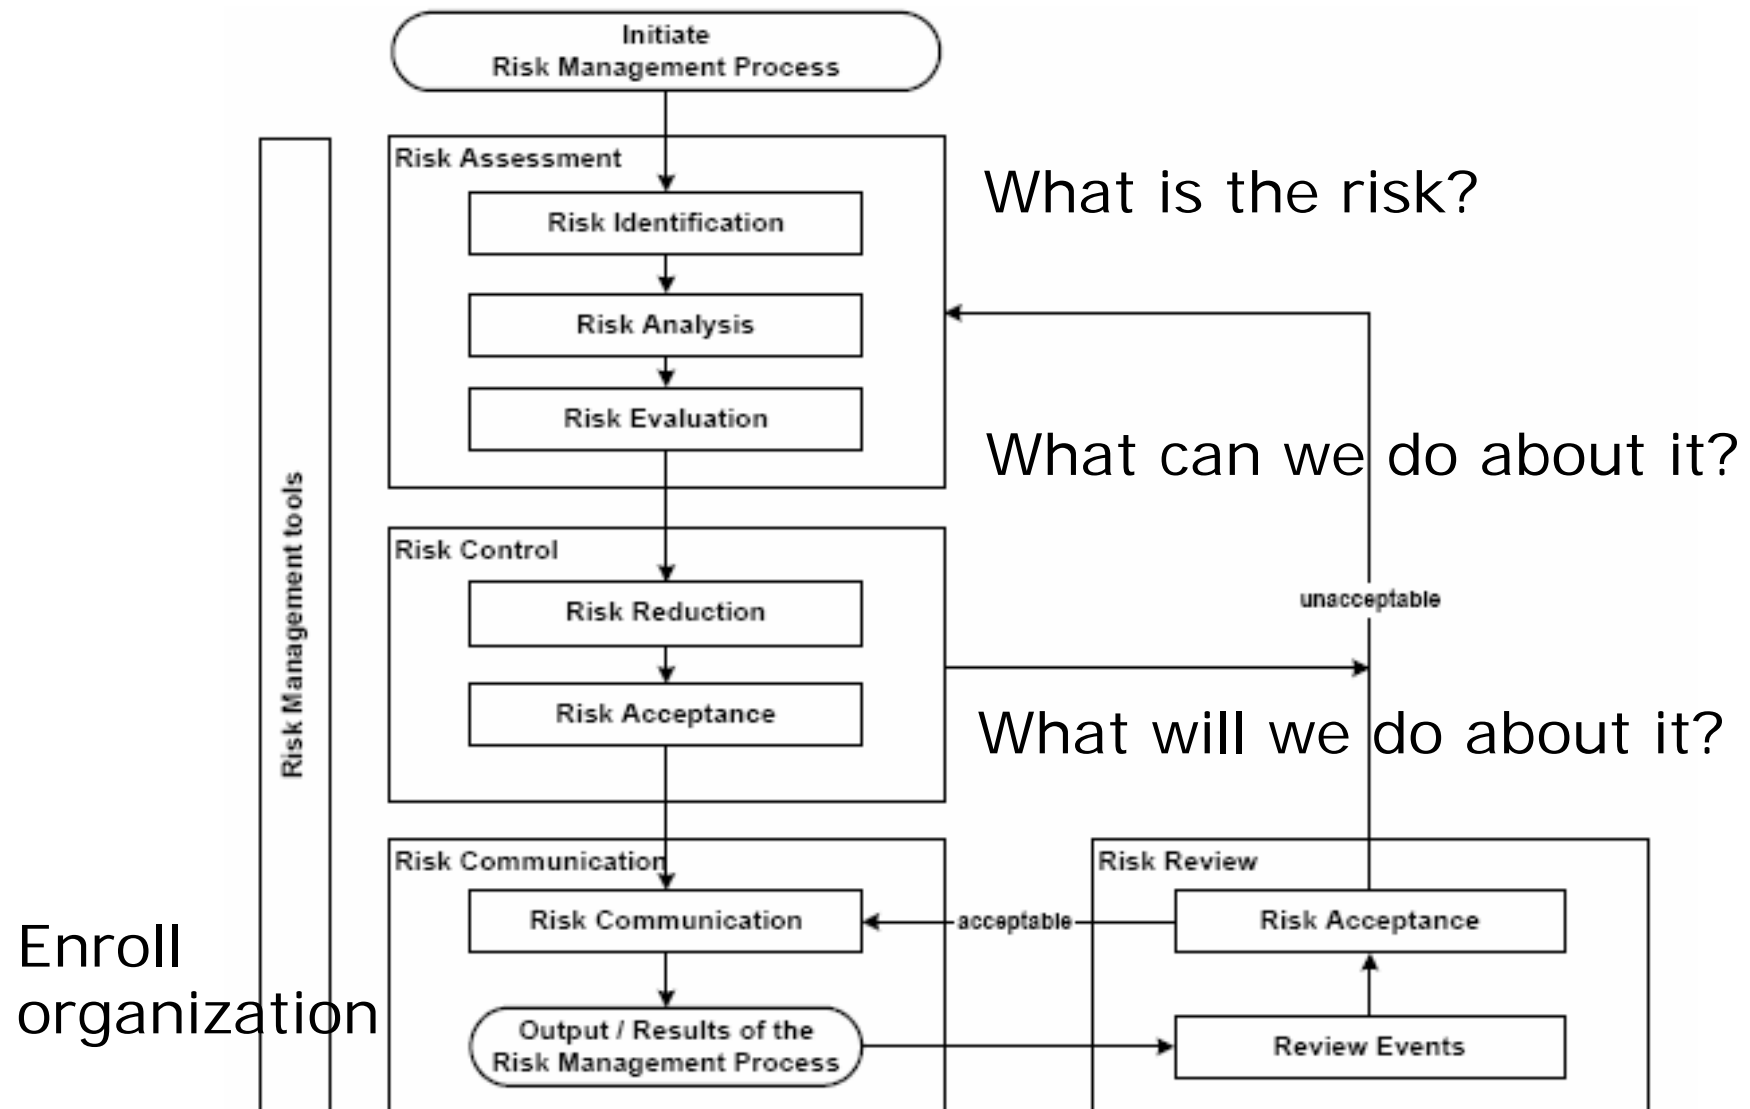 Initiate
Risk Management Process
Risk Assessment
What is the risk?
Risk Identification
Risk Analysis
Risk Evaluation
What can we do about it?
Risk Management tools
Risk Control
Risk Reduction
unacceptable
Risk Acceptance
What will we do about it?
Risk Communication
Risk Review
Risk Communication
acceptable
Risk Acceptance
Enroll
organization
Output / Results of the
Risk Management Process
Review Events